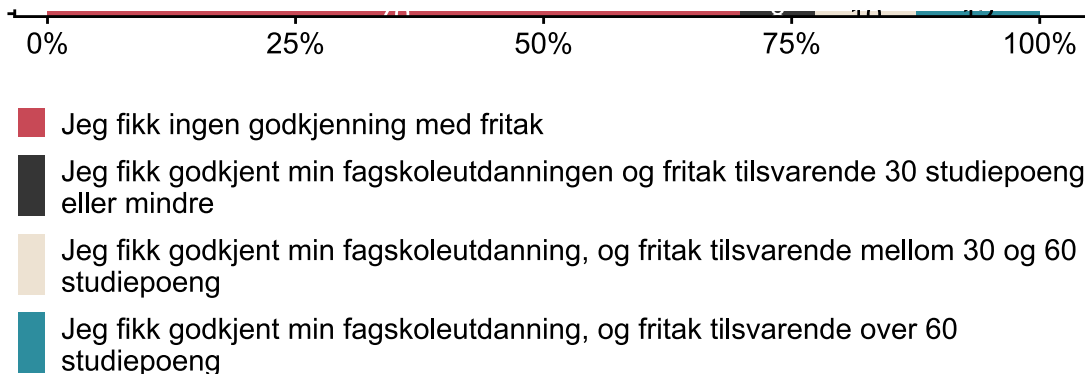 0% 25% 50% 75% 100%
Jeg fikk ingen godkjenning med fritak
Jeg fikk godkjent min fagskoleutdanningen og fritak tilsvarende 30 studiepoeng
eller mindre
Jeg fikk godkjent min fagskoleutdanning, og fritak tilsvarende mellom 30 og 60
studiepoeng
Jeg fikk godkjent min fagskoleutdanning, og fritak tilsvarende over 60
studiepoeng